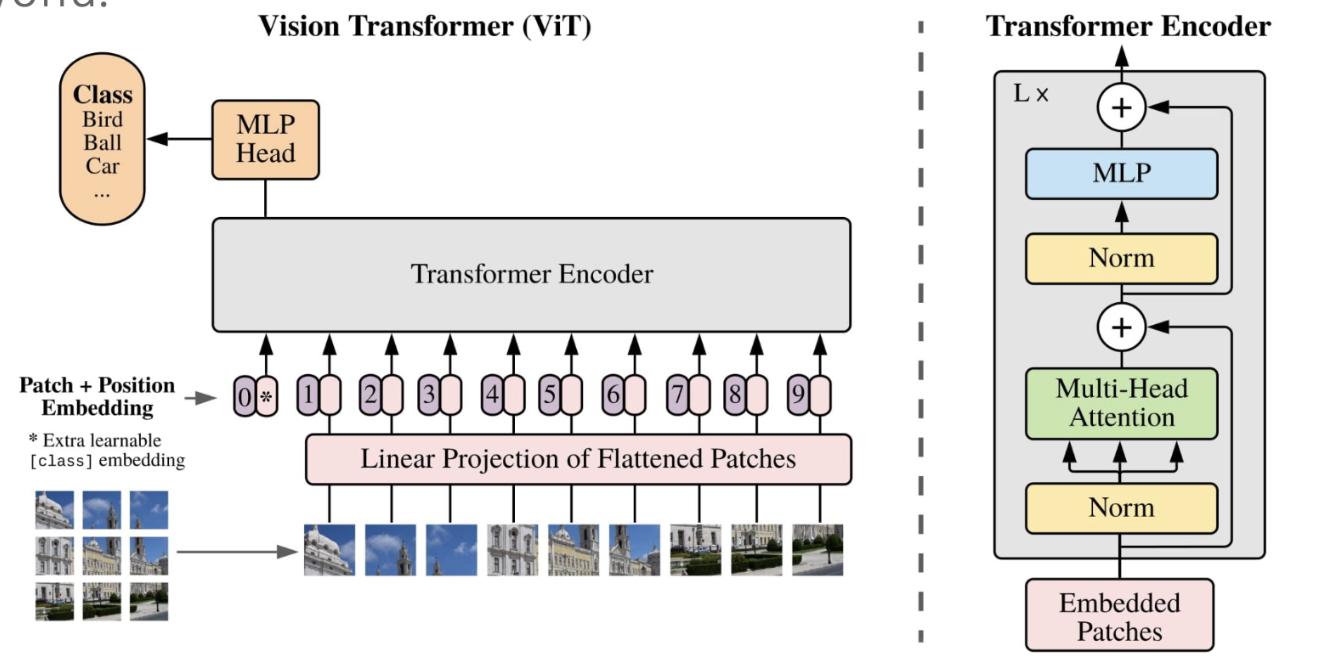 Vision Transformer (ViT)
Class
Bird
Ball
Car
...
MLP
Head
Transformer Encoder
Patch + Position
Embedding
0 * 1 2 3 4 5 6 7 8 9
* Extra learnable
[class] embedding
Linear Projection of Flattened Patches
Transformer Encoder
L ×
+
MLP
Norm
+
Multi-Head
Attention
Norm
Embedded
Patches